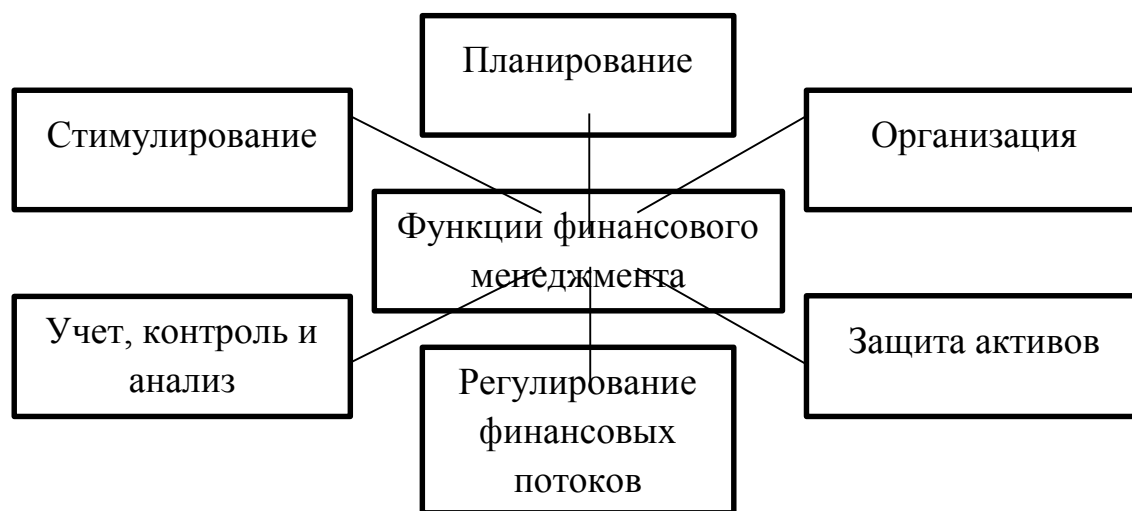 Планирование
Стимулирование
Организация
Функции финансового
менеджмента
Учет, контроль и
анализ
Защита активов
Регулирование
финансовых
потоков